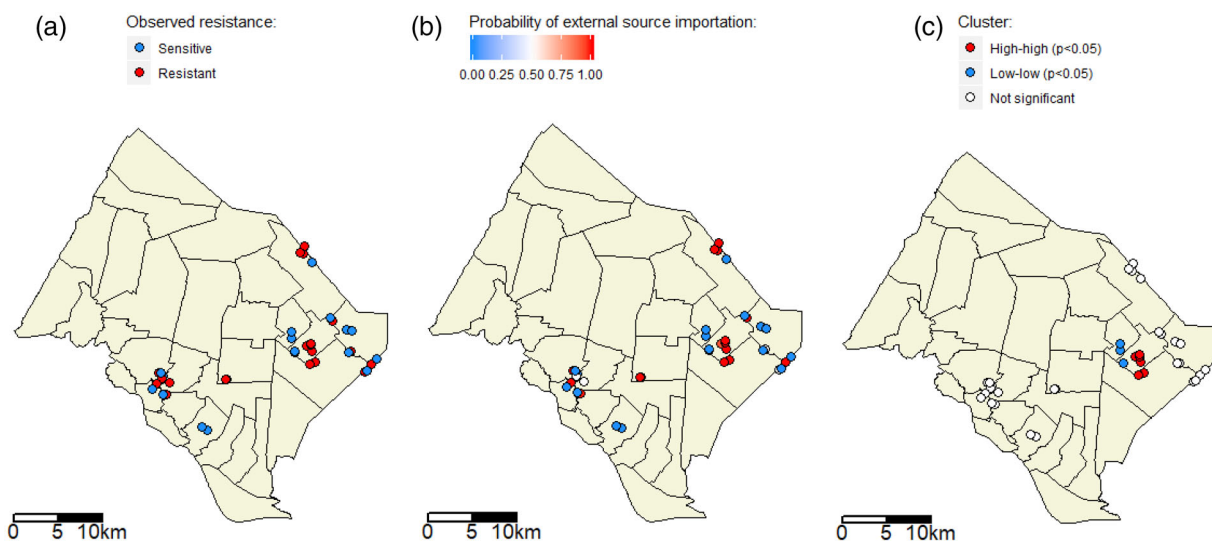 (a)
Observed resistance:
Sensitive
Resistant
0 5 10km
(b)
Probability of external source importation:
0.00 0.25 0.50 0.75 1.00
0 5 10km
(c)
Cluster:
High-high (p<0.05)
Low-low (p<0.05)
Not significant
0 5 10km